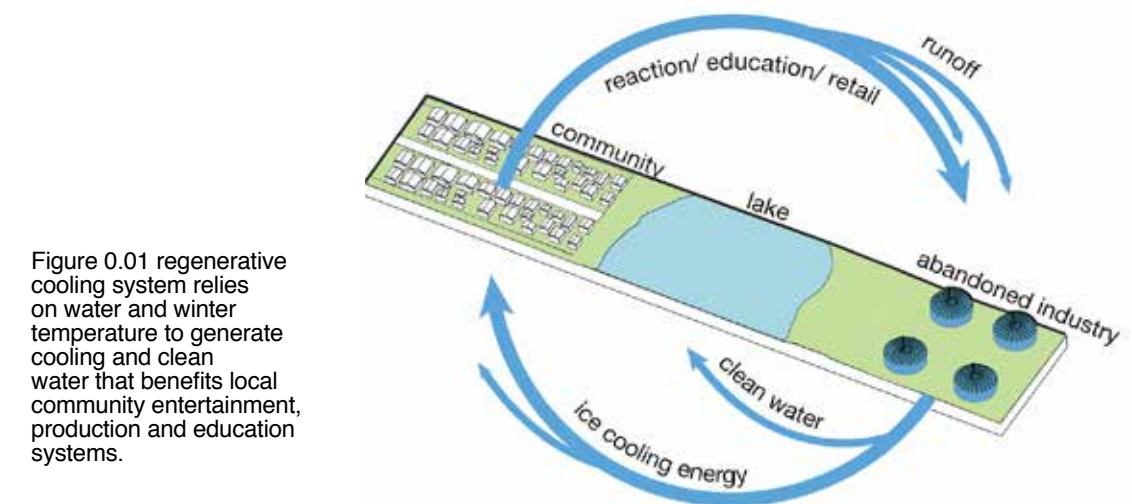 runoff
reaction/ education/ retail
community
lake
abandoned industry
clean water
ice cooling energy
Figure 0.01 regenerative
cooling system relies
on water and winter
temperature to generate
cooling and clean
water that benefits local
community entertainment,
production and education
systems.